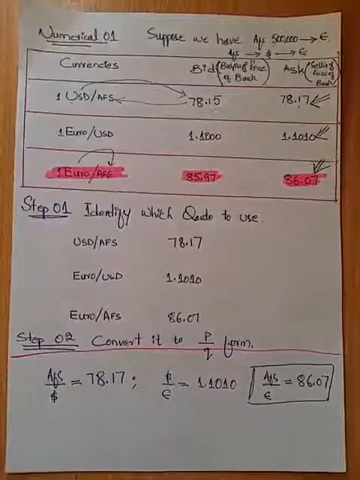 Numerical 01 Suppose we have Afs 500000 → €.
Afs → $ → €
Currencies Bid (Buying Price of Bank) Ask (Selling Price of Bank)
1 USD/AFS 78.15 78.17
1 Euro/USD 1.1000 1.1010
1 Euro/AFS 85.97 86.07
Step 01 Identify which Quote to use.
USD/AFS 78.17
Euro/USD 1.1010
Euro/AFS 86.07
Step 02 Convert it to P/q form.
Afs/$ = 78.17; $/€ = 1.1010 Afs/€ = 86.07